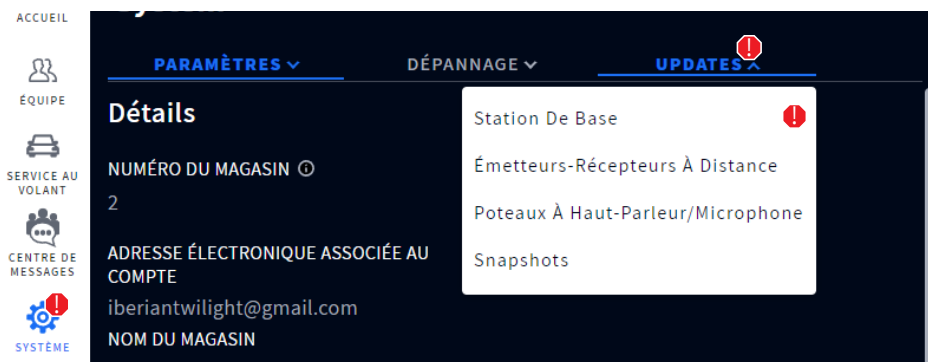 ACCUEIL
ÉQUIPE
SERVICE AU
VOLANT
CENTRE DE
MESSAGES
SYSTÈME
PARAMÈTRES
DÉPANNAGE
UPDATES
Détails
NUMÉRO DU MAGASIN
2
ADRESSE ÉLECTRONIQUE ASSOCIÉE AU
COMPTE
iberiantwilight@gmail.com
NOM DU MAGASIN
Station De Base
Émetteurs-Récepteurs À Distance
Poteaux À Haut-Parleur/Microphone
Snapshots